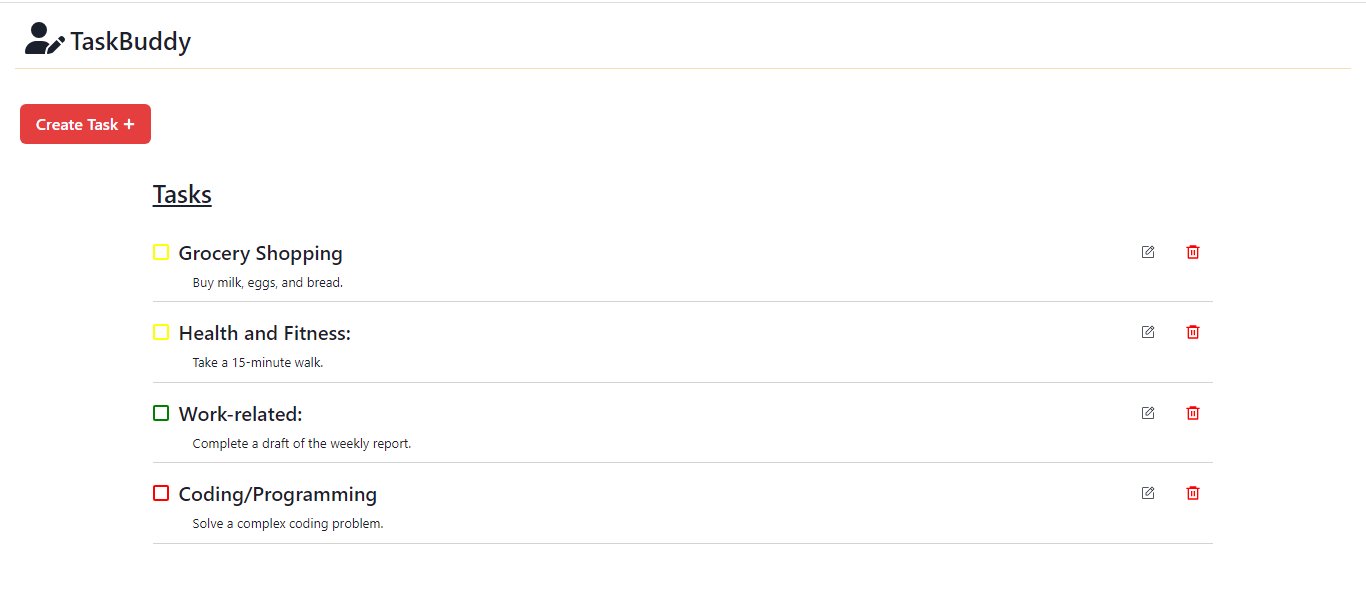 TaskBuddy
Create Task +
Tasks
Grocery Shopping
Buy milk, eggs, and bread.
Health and Fitness:
Take a 15-minute walk.
Work-related:
Complete a draft of the weekly report.
Coding/Programming
Solve a complex coding problem.